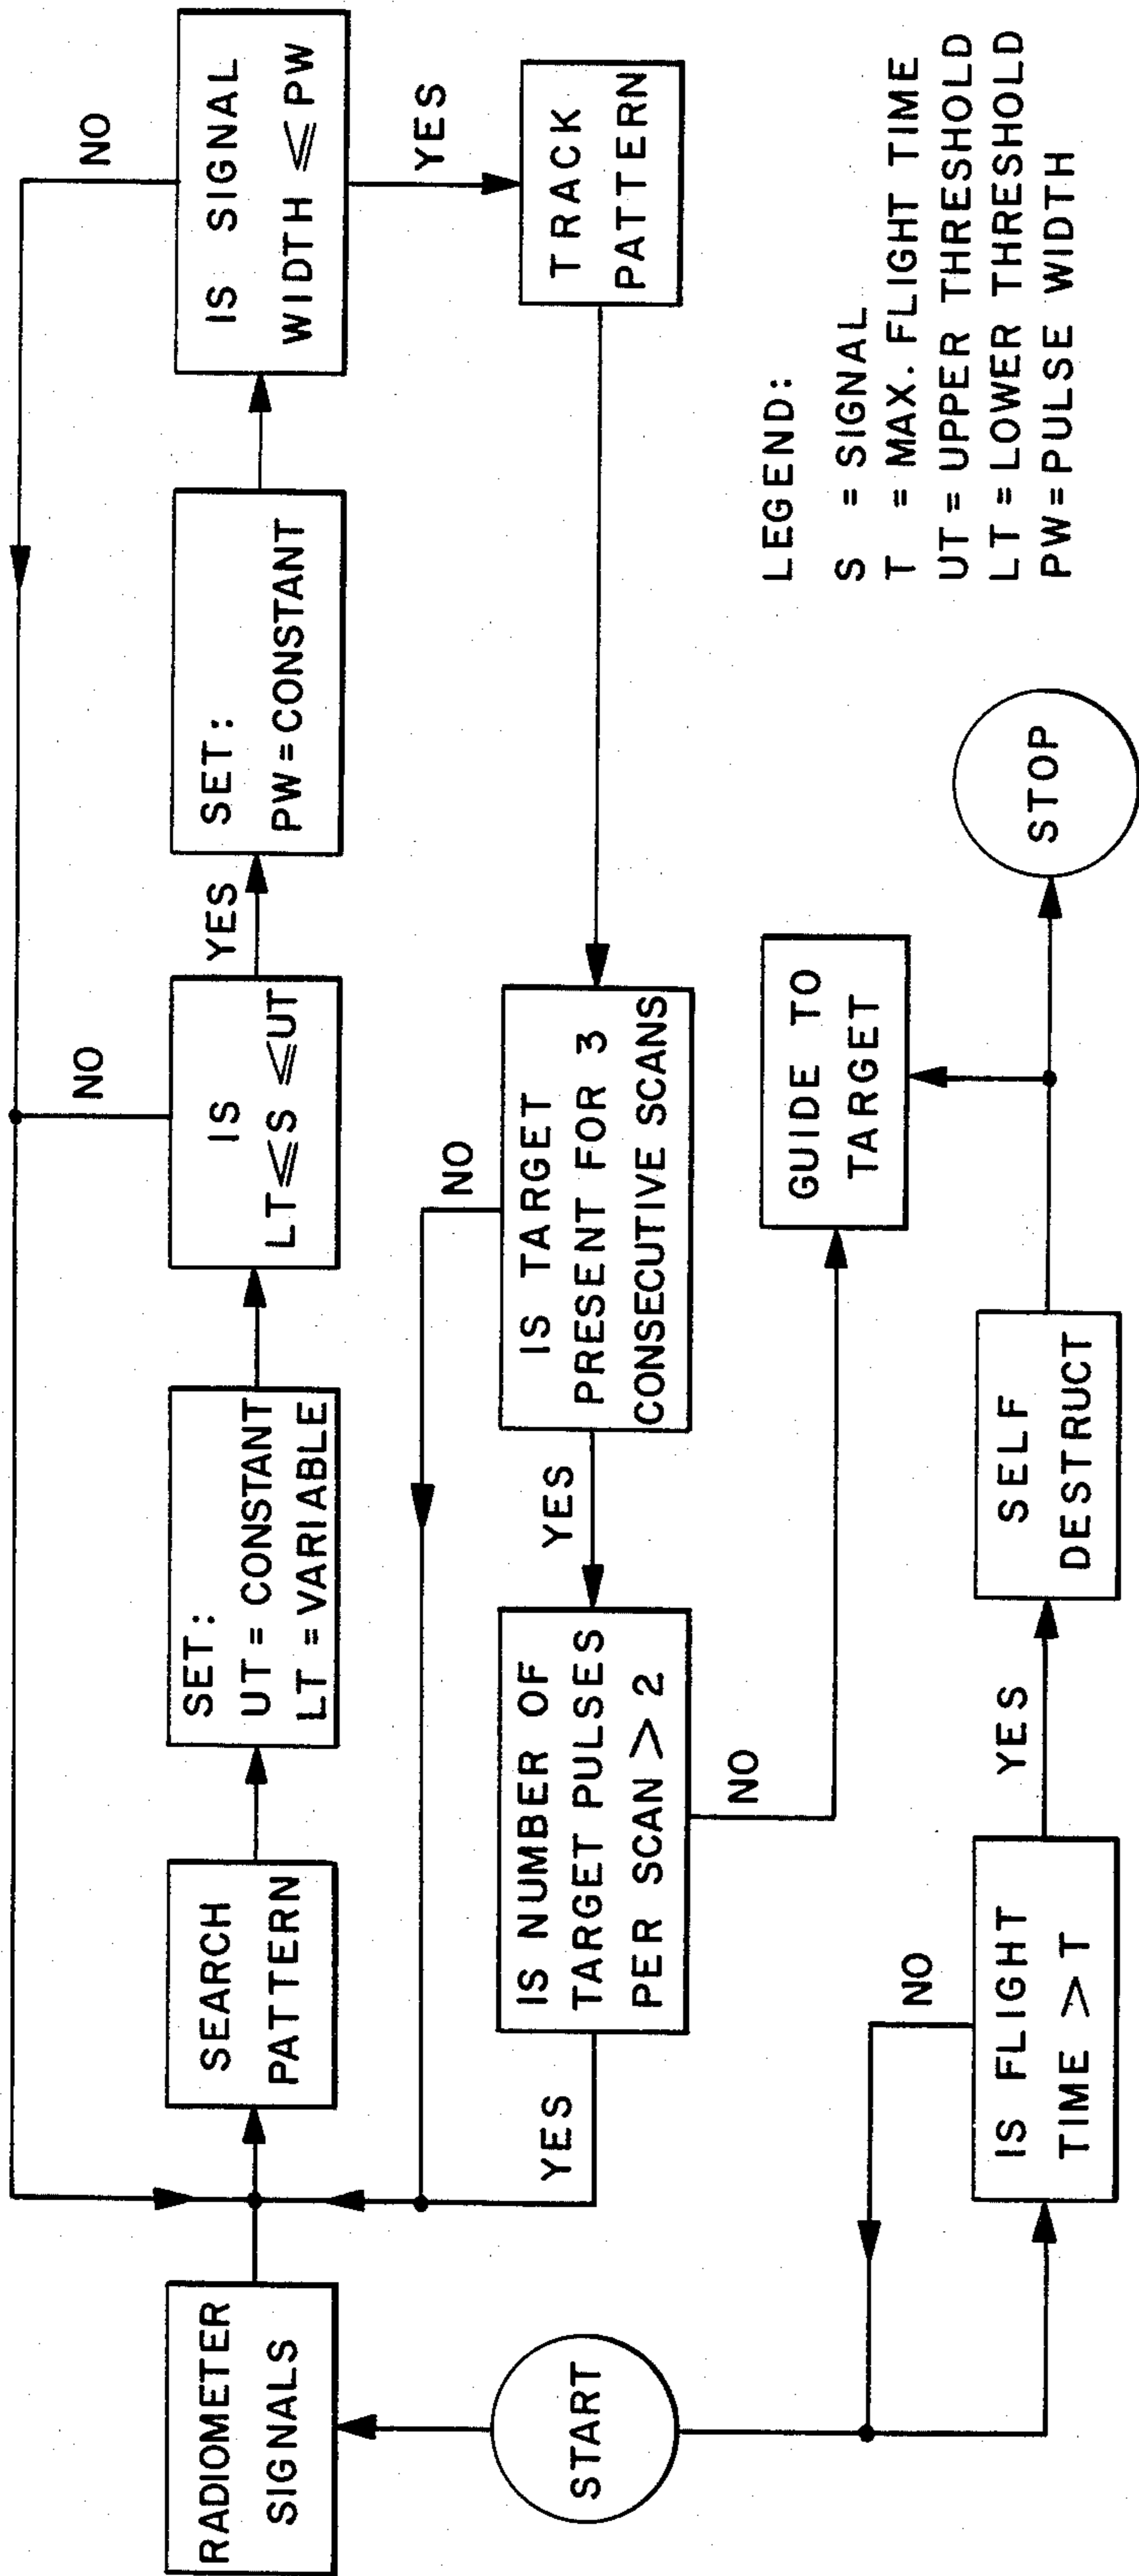 RADIOMETER
SIGNALS
SEARCH
PATTERN
SET:
UT = CONSTANT
LT = VARIABLE
IS
LT ⩽ S ⩽ UT
NO
YES
SET:
PW = CONSTANT
IS SIGNAL
WIDTH ⩽ PW
NO
YES
TRACK
PATTERN
IS TARGET
PRESENT FOR 3
CONSECUTIVE SCANS
NO
YES
IS NUMBER OF
TARGET PULSES
PER SCAN > 2
YES
NO
GUIDE TO
TARGET
START
IS FLIGHT
TIME > T
NO
YES
SELF
DESTRUCT
STOP
LEGEND:
S = SIGNAL
T = MAX. FLIGHT TIME
UT = UPPER THRESHOLD
LT = LOWER THRESHOLD
PW = PULSE WIDTH